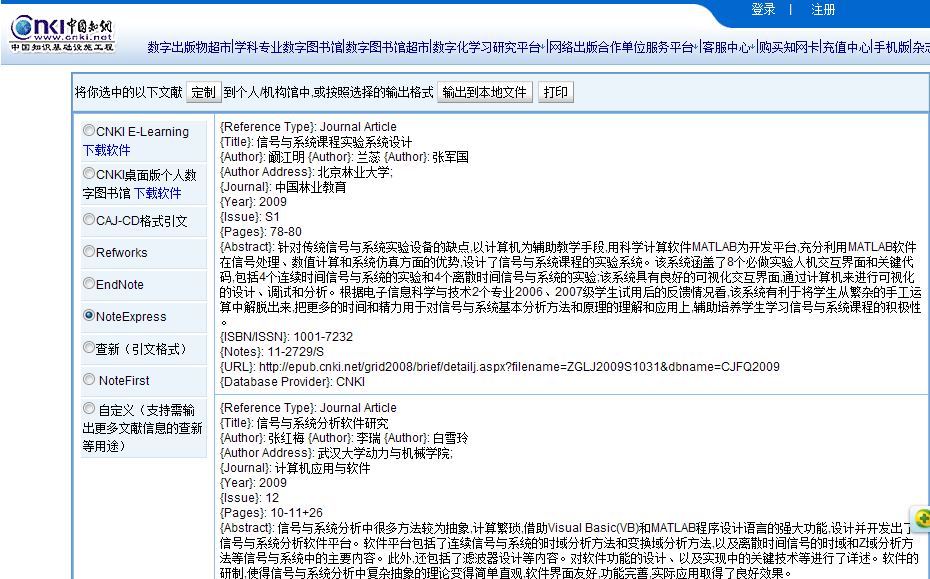 登录 | 注册
cnki 中国知网
www.cnki.net
中国知识基础设施工程
数字出版物超市|学科专业数字图书馆|数字图书馆超市|数字化学习研究平台|网络出版合作单位服务平台|客服中心|购买知网卡|充值中心|手机版|杂志
将你选中的以下文献 定制 到个人/机构馆中,或按照选择的输出格式 输出到本地文件 打印
CNKI E-Learning
下载软件
CNKI桌面版个人数
字图书馆 下载软件
CAJ-CD格式引文
Refworks
EndNote
NoteExpress
查新（引文格式）
NoteFirst
自定义（支持需输
出更多文献信息的查新
等用途）
{Reference Type}: Journal Article
{Title}: 信号与系统课程实验系统设计
{Author}: 阚江明 {Author}: 兰蕊 {Author}: 张军国
{Author Address}: 北京林业大学;
{Journal}: 中国林业教育
{Year}: 2009
{Issue}: S1
{Pages}: 78-80
{Abstract}: 针对传统信号与系统实验设备的缺点,以计算机为辅助教学手段,用科学计算软件MATLAB为开发平台,充分利用MATLAB软件
在信号处理、数值计算和系统仿真方面的优势,设计了信号与系统课程的实验系统。该系统涵盖了8个必做实验人机交互界面和关键代
码,包括4个连续时间信号与系统的实验和4个离散时间信号与系统的实验;该系统具有良好的可视化交互界面,通过计算机来进行可视化
的设计、调试和分析。根据电子信息科学与技术2个专业2006、2007级学生试用后的反馈情况看,该系统有利于将学生从繁杂的手工运
算中解脱出来,把更多的时间和精力用于对信号与系统基本分析方法和原理的理解和应用上,辅助培养学生学习信号与系统课程的积极性
。
{ISBN/ISSN}: 1001-7232
{Notes}: 11-2729/S
{URL}: http://epub.cnki.net/grid2008/brief/detailj.aspx?filename=ZGLJ2009S1031&dbname=CJFQ2009
{Database Provider}: CNKI
{Reference Type}: Journal Article
{Title}: 信号与系统分析软件研究
{Author}: 张红梅 {Author}: 李瑞 {Author}: 白雪玲
{Author Address}: 武汉大学动力与机械学院;
{Journal}: 计算机应用与软件
{Year}: 2009
{Issue}: 12
{Pages}: 10-11+26
{Abstract}: 信号与系统分析中很多方法较为抽象,计算繁琐,借助Visual Basic(VB)和MATLAB程序设计语言的强大功能,设计并开发出了
信号与系统分析软件平台。软件平台包括了连续信号与系统的时域分析方法和变换域分析方法,以及离散时间信号的时域和Z域分析方
法等信号与系统中的主要内容。此外,还包括了滤波器设计等内容。对软件功能的设计、以及实现中的关键技术等进行了详述。软件的
研制,使得信号与系统分析中复杂抽象的理论变得简单直观,软件界面友好,功能完善,实际应用取得了良好效果。